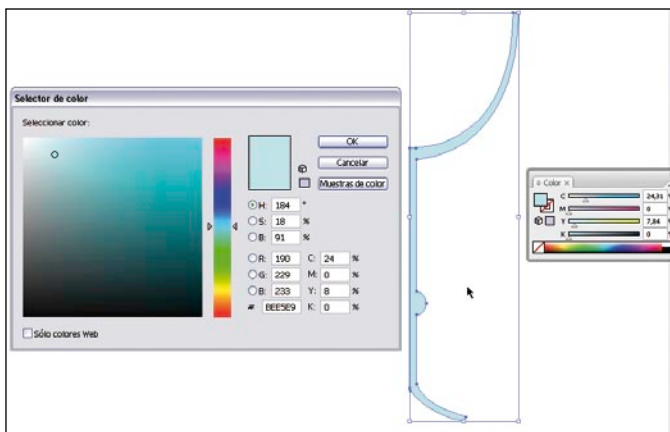 Selector de color
Seleccionar color:
OK
Cancelar
Muestras de color
H: 184 °
S: 18 %
B: 91 %
R: 190 C: 24 %
G: 229 M: 0 %
B: 233 Y: 8 %
# BEE5E9 K: 0 %
Sólo colores Web
Color ×
C 24,31
M 0
Y 7,84
K 0